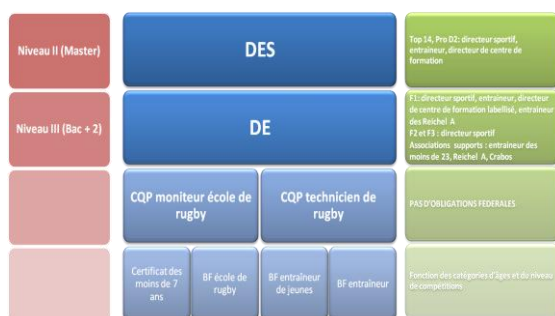 Niveau II (Master)
DES
Top 14, Pro D2: directeur sportif,
entraineur, directeur de centre de
formation
Niveau III (Bac + 2)
DE
F1: directeur sportif, entraineur, directeur
de centre de formation labellisé, entraineur
des Reichel A
F2 et F3 : directeur sportif
Associations supports : entraineur des
moins de 23, Reichel A, Crabos
CQP moniteur école de
rugby
CQP technicien de
rugby
PAS D'OBLIGATIONS FEDERALES
Certificat des
moins de 7
ans
BF école de
rugby
BF entraîneur
de jeunes
BF entraîneur
Fonction des catégories d'âges et du niveau
de compétitions